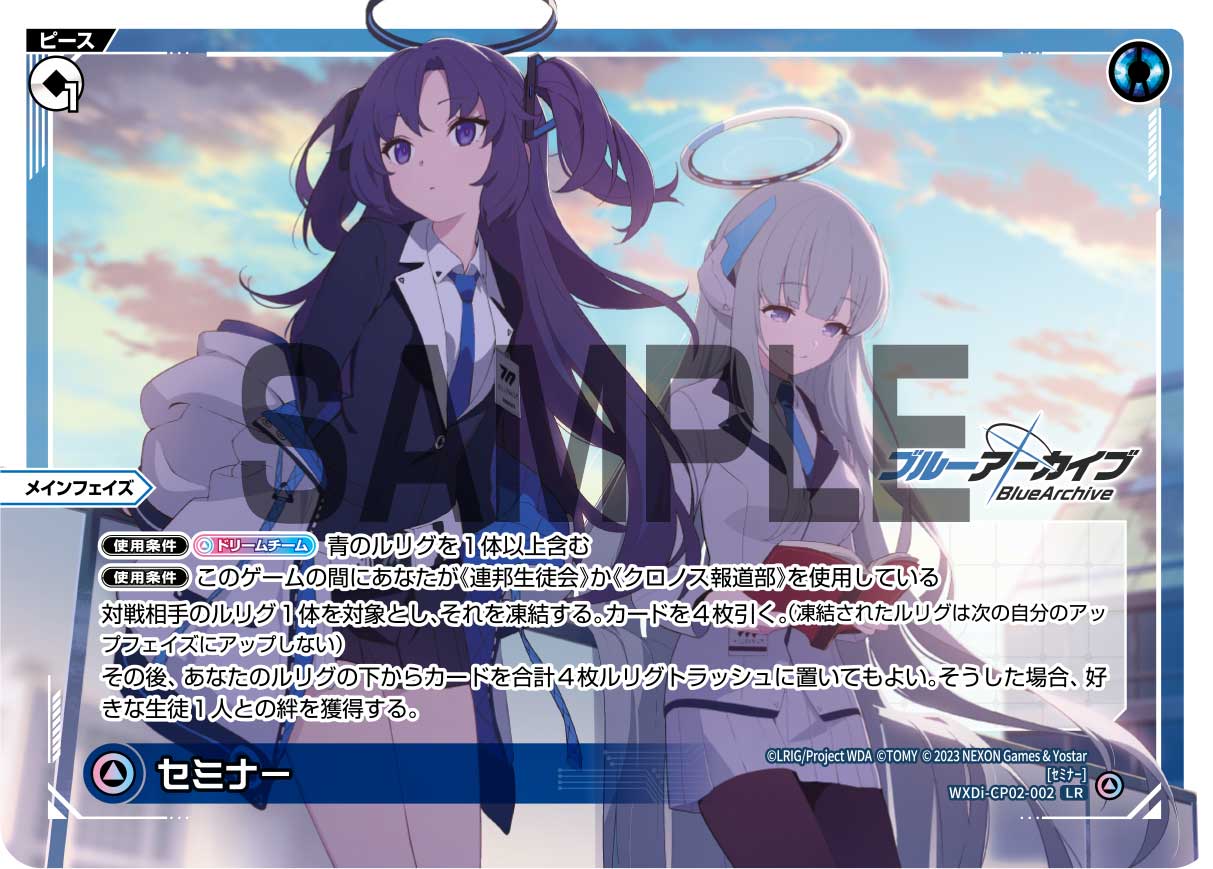 ピース
1
SAMPLE
ブルーアーカイブ
BlueArchive
メインフェイズ
使用条件 ドリームチーム 青のルリグを1体以上含む
使用条件 このゲームの間にあなたが《連邦生徒会》か《クロノス報道部》を使用している
対戦相手のルリグ1体を対象とし、それを凍結する。カードを4枚引く。(凍結されたルリグは次の自分のアッ
プフェイズにアップしない)
その後、あなたのルリグの下からカードを合計4枚ルリグトラッシュに置いてもよい。そうした場合、好
きな生徒1人との絆を獲得する。
セミナー
©LRIG/Project WDA ©TOMY © 2023 NEXON Games & Yostar
[セミナー]
WXDi-CP02-002 LR